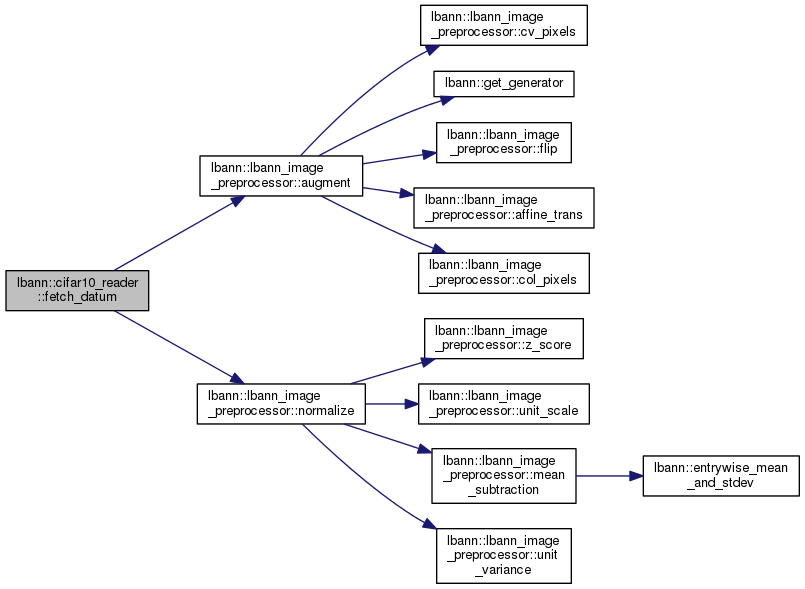 lbann::lbann_image
_preprocessor::cv_pixels
lbann::get_generator
lbann::lbann_image
_preprocessor::flip
lbann::lbann_image
_preprocessor::augment
lbann::lbann_image
_preprocessor::affine_trans
lbann::lbann_image
_preprocessor::col_pixels
lbann::cifar10_reader
::fetch_datum
lbann::lbann_image
_preprocessor::z_score
lbann::lbann_image
_preprocessor::normalize
lbann::lbann_image
_preprocessor::unit_scale
lbann::lbann_image
_preprocessor::mean
_subtraction
lbann::entrywise_mean
_and_stdev
lbann::lbann_image
_preprocessor::unit
_variance